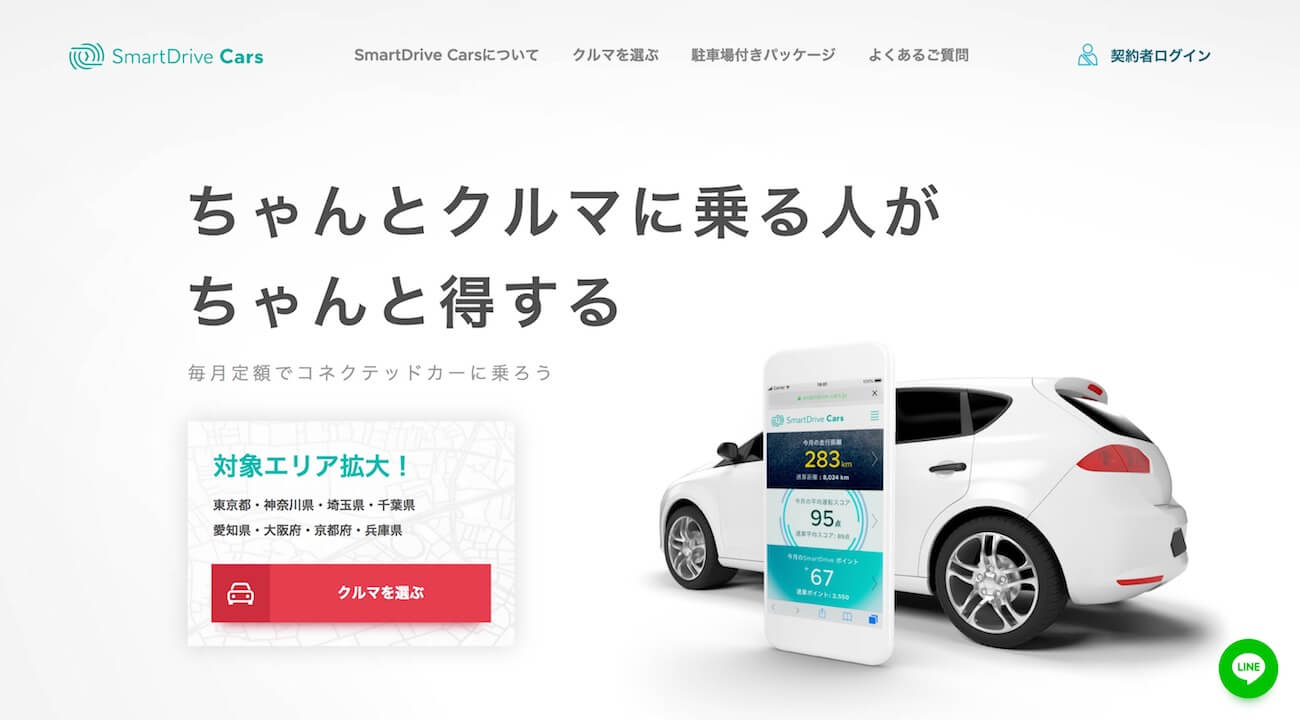 SmartDrive Cars
SmartDrive Carsについて
クルマを選ぶ
駐車場付きパッケージ
よくあるご質問
契約者ログイン
ちゃんとクルマに乗る人が
ちゃんと得する
毎月定額でコネクテッドカーに乗ろう
対象エリア拡大！
東京都・神奈川県・埼玉県・千葉県
愛知県・大阪府・京都府・兵庫県
クルマを選ぶ
SmartDrive Cars
今月の走行距離
283 km
通算距離：8,024 km
今月の平均運転スコア
95点
通算平均スコア：89点
今月のSmartDrive ポイント
+67
通算ポイント：3,550
LINE